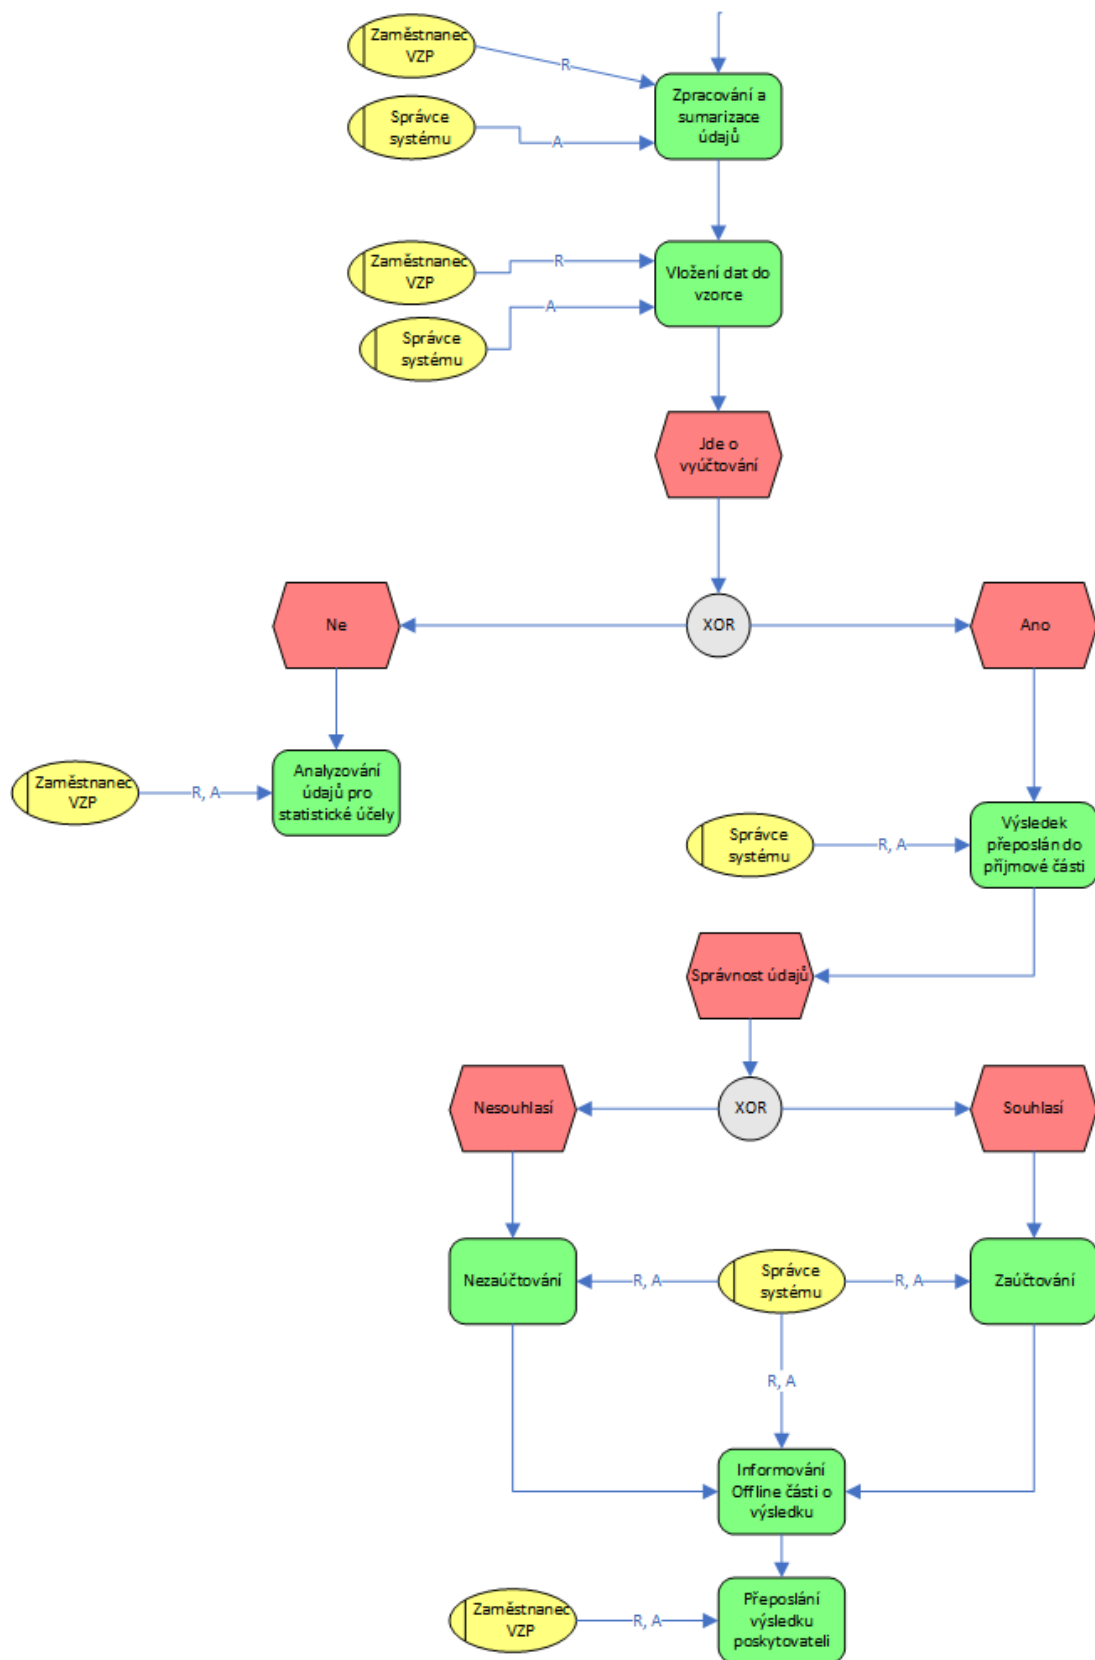 Zaměstnanec
VZP
R
Zpracování a
sumarizace
údajů
Správce
systému
A
Zaměstnanec
VZP
R
Vložení dat do
vzorce
Správce
systému
A
Jde o
vyúčtování
Ne
XOR
Ano
Zaměstnanec
VZP
R, A
Analyzování
údajů pro
statistické účely
Správce
systému
R, A
Výsledek
přeposlán do
příjmové části
Správnost údajů
Nesouhlasí
XOR
Souhlasí
Nezaúčtování
R, A
Správce
systému
R, A
Zaúčtování
R, A
Informování
Offline části o
výsledku
Zaměstnanec
VZP
R, A
Přeposlání
výsledku
poskytovateli